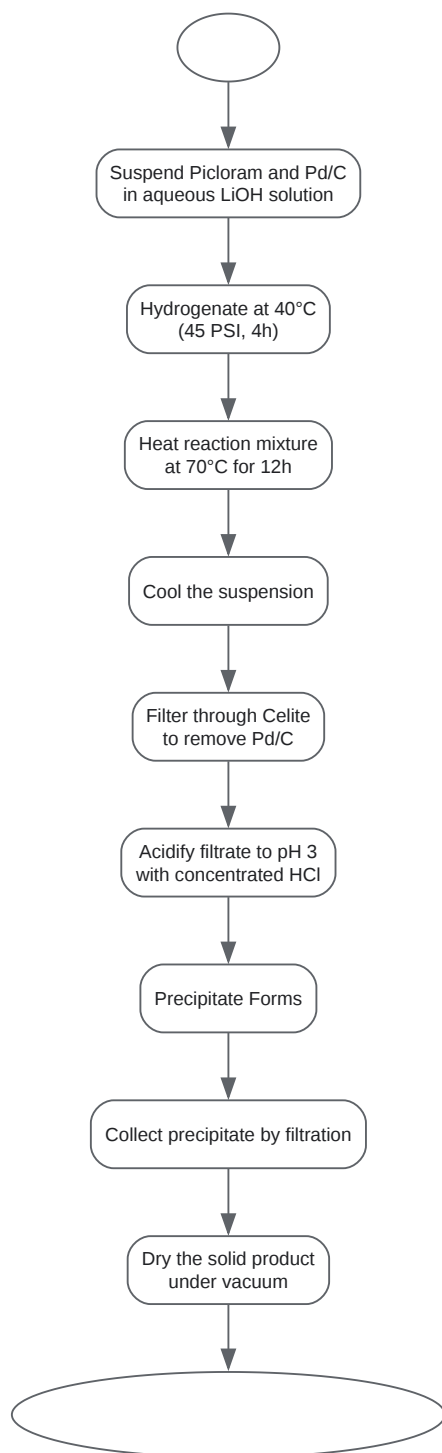 Suspend Picloram and Pd/C
in aqueous LiOH solution
Hydrogenate at 40°C
(45 PSI, 4h)
Heat reaction mixture
at 70°C for 12h
Cool the suspension
Filter through Celite
to remove Pd/C
Acidify filtrate to pH 3
with concentrated HCl
Precipitate Forms
Collect precipitate by filtration
Dry the solid product
under vacuum